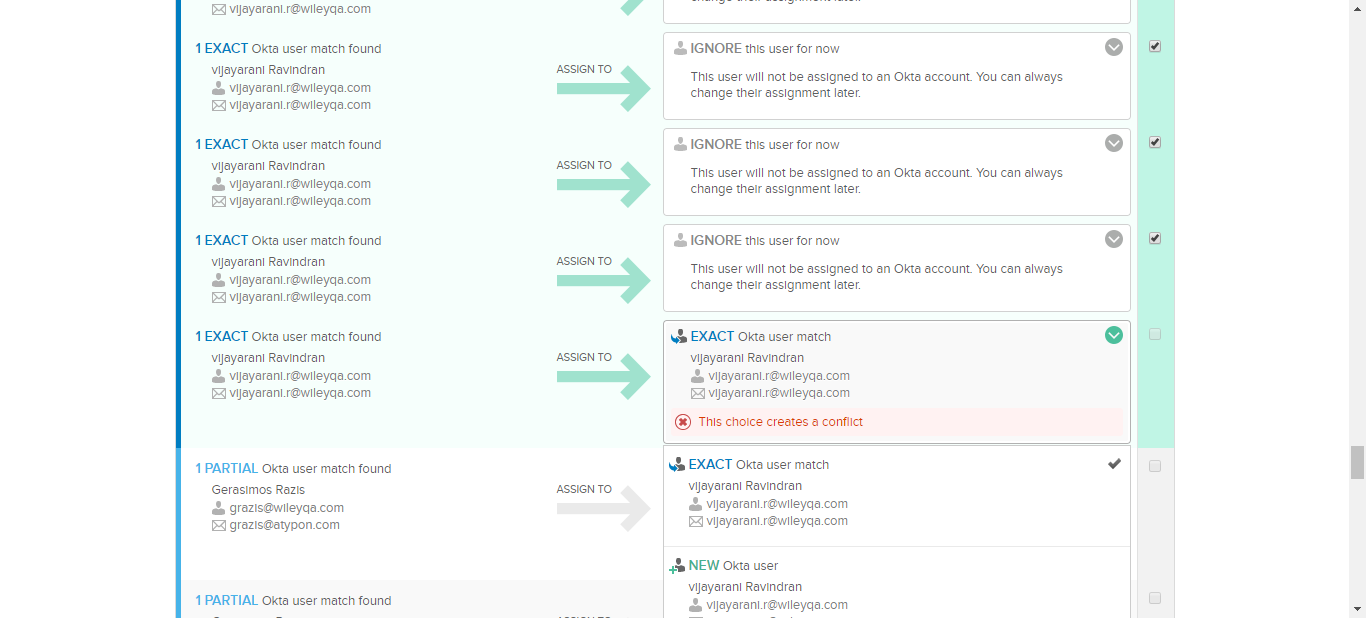 vijayarani.r@wileyqa.com
change their assignment later.
1 EXACT Okta user match found
vijayarani Ravindran
vijayarani.r@wileyqa.com
vijayarani.r@wileyqa.com
ASSIGN TO
IGNORE this user for now
This user will not be assigned to an Okta account. You can always
change their assignment later.
1 EXACT Okta user match found
vijayarani Ravindran
vijayarani.r@wileyqa.com
vijayarani.r@wileyqa.com
ASSIGN TO
IGNORE this user for now
This user will not be assigned to an Okta account. You can always
change their assignment later.
1 EXACT Okta user match found
vijayarani Ravindran
vijayarani.r@wileyqa.com
vijayarani.r@wileyqa.com
ASSIGN TO
IGNORE this user for now
This user will not be assigned to an Okta account. You can always
change their assignment later.
1 EXACT Okta user match found
vijayarani Ravindran
vijayarani.r@wileyqa.com
vijayarani.r@wileyqa.com
ASSIGN TO
EXACT Okta user match
vijayarani Ravindran
vijayarani.r@wileyqa.com
vijayarani.r@wileyqa.com
This choice creates a conflict
1 PARTIAL Okta user match found
Gerasimos Razis
grazis@wileyqa.com
grazis@atypon.com
ASSIGN TO
EXACT Okta user match
vijayarani Ravindran
vijayarani.r@wileyqa.com
vijayarani.r@wileyqa.com
NEW Okta user
vijayarani Ravindran
vijayarani.r@wileyqa.com
1 PARTIAL Okta user match found